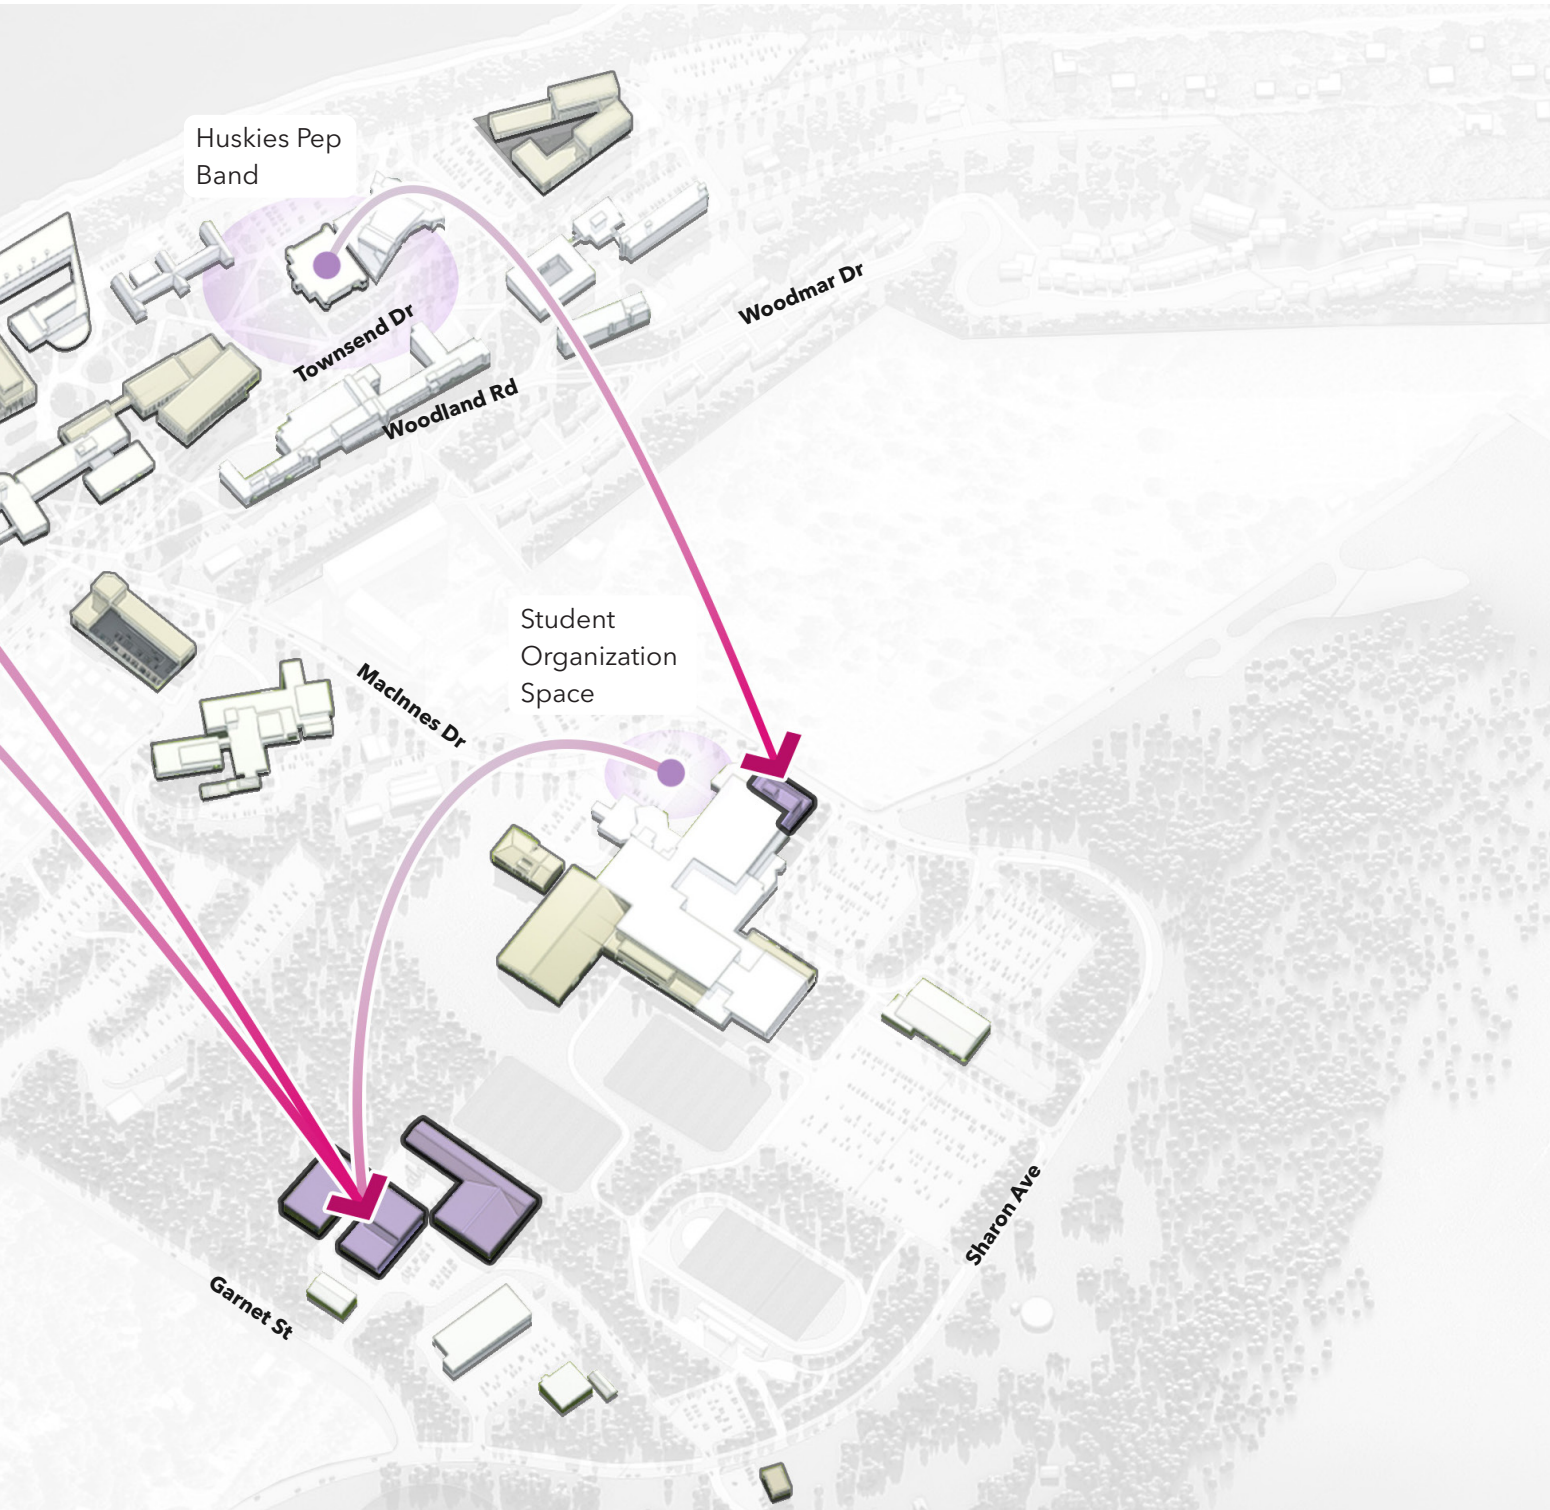 Huskies Pep
Band
Woodmar Dr
Townsend Dr
Woodland Rd
Student
Organization
Space
MacInnes Dr
Sharon Ave
Garnet St